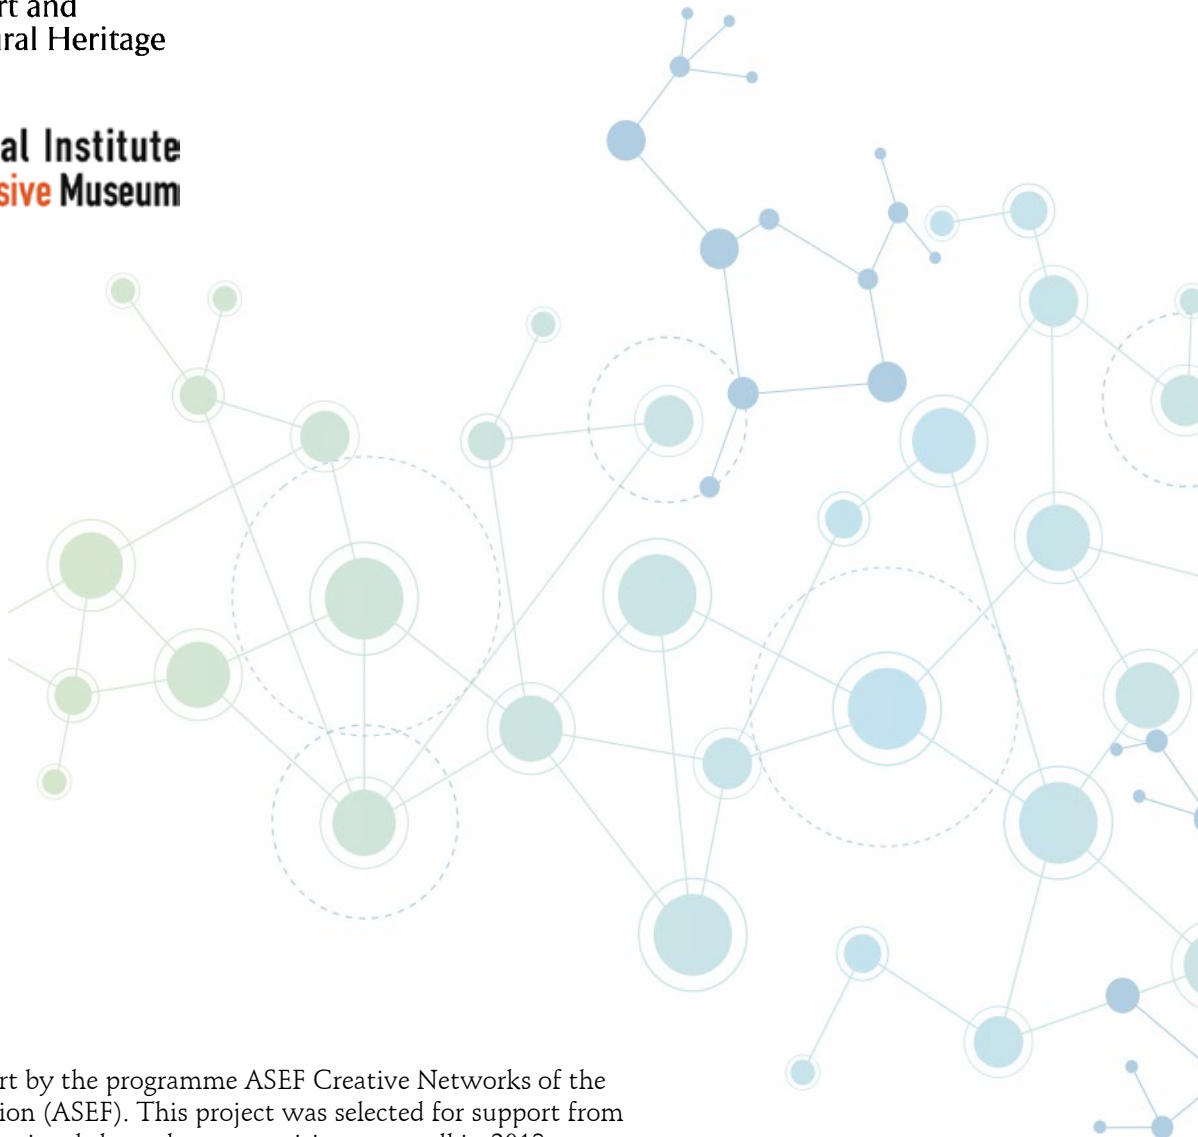 rt and
ral Heritage
al Institute
sive Museum
rt by the programme ASEF Creative Networks of the
ion (ASEF). This project was selected for support from